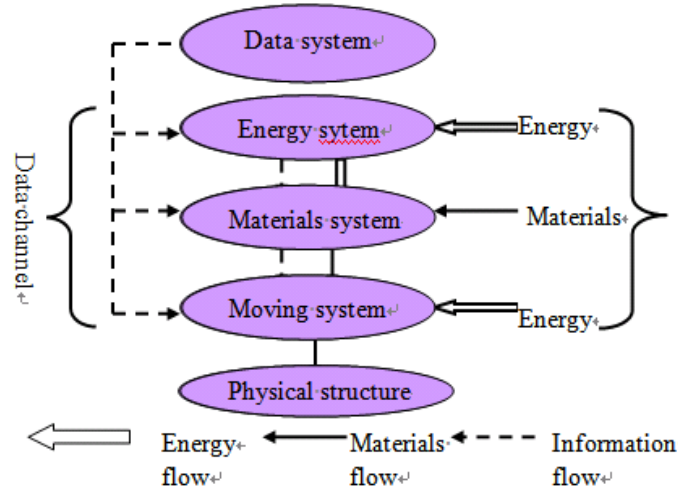 Data system
Energy sytem
Energy
Data channel
Materials system
Materials
Moving system
Energy
Physical structure
Energy Materials Information
flow flow flow